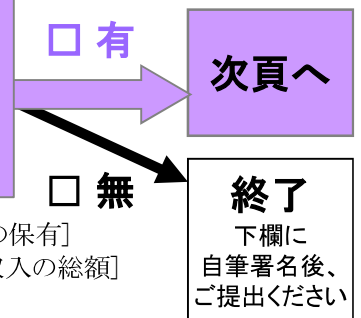 □ 有
次頁へ
□ 無
終了
下欄に
自筆署名後、
ご提出ください
の保有]
入の総額]